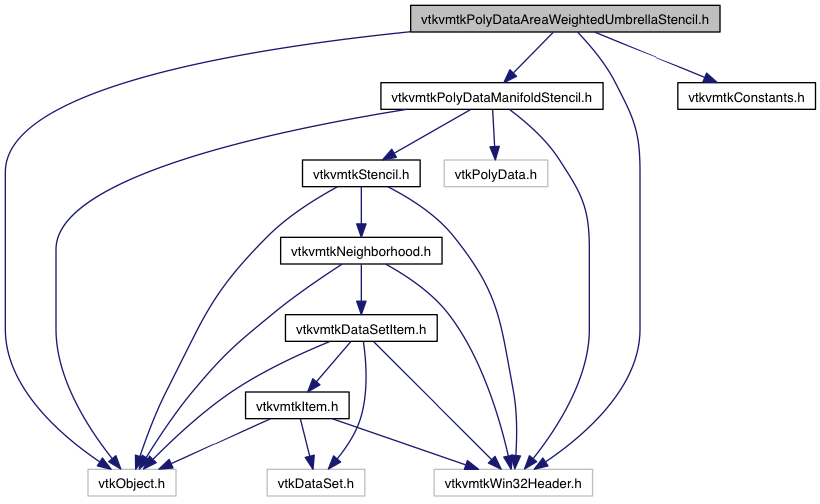 vtkvmtkPolyDataAreaWeightedUmbrellaStencil.h
vtkvmtkPolyDataManifoldStencil.h
vtkvmtkConstants.h
vtkvmtkStencil.h
vtkPolyData.h
vtkvmtkNeighborhood.h
vtkvmtkDataSetItem.h
vtkvmtkItem.h
vtkObject.h
vtkDataSet.h
vtkvmtkWin32Header.h